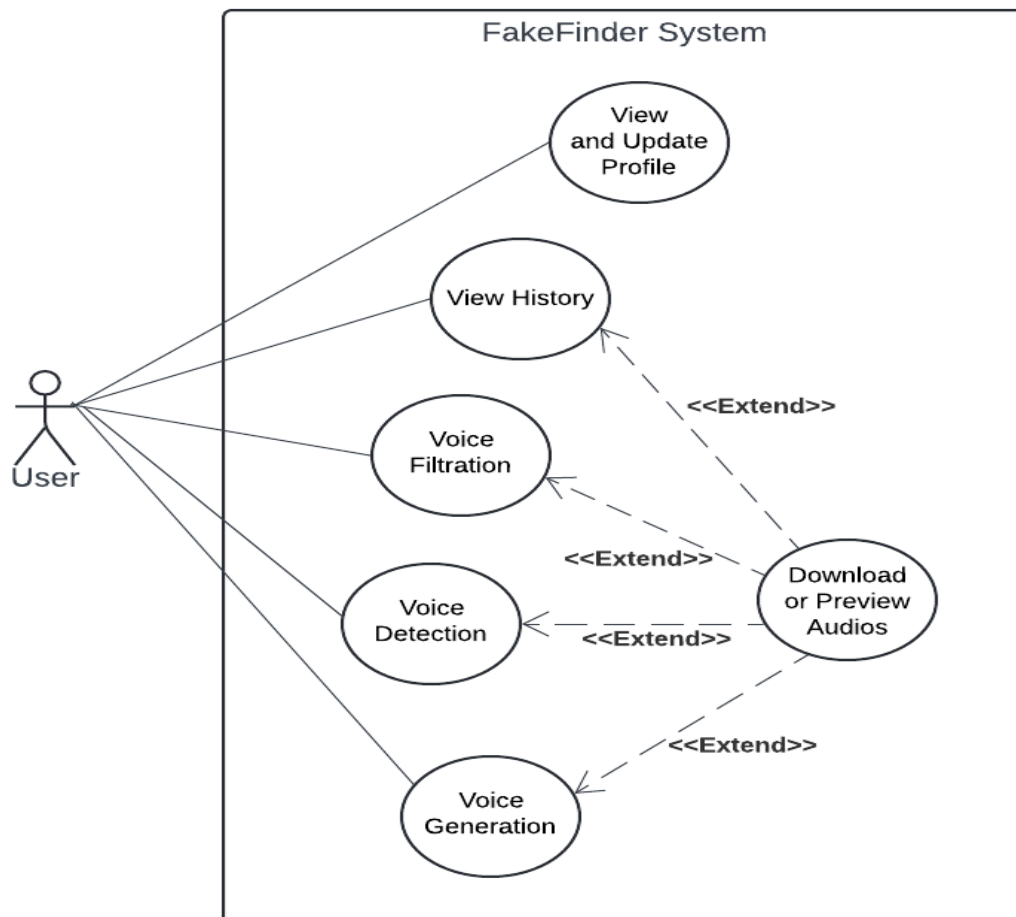 FakeFinder System
View
and Update
Profile
View History
<<Extend>>
Voice
Filtration
User
<<Extend>>
Download
or Preview
Audios
Voice
Detection
<<Extend>>
<<Extend>>
Voice
Generation